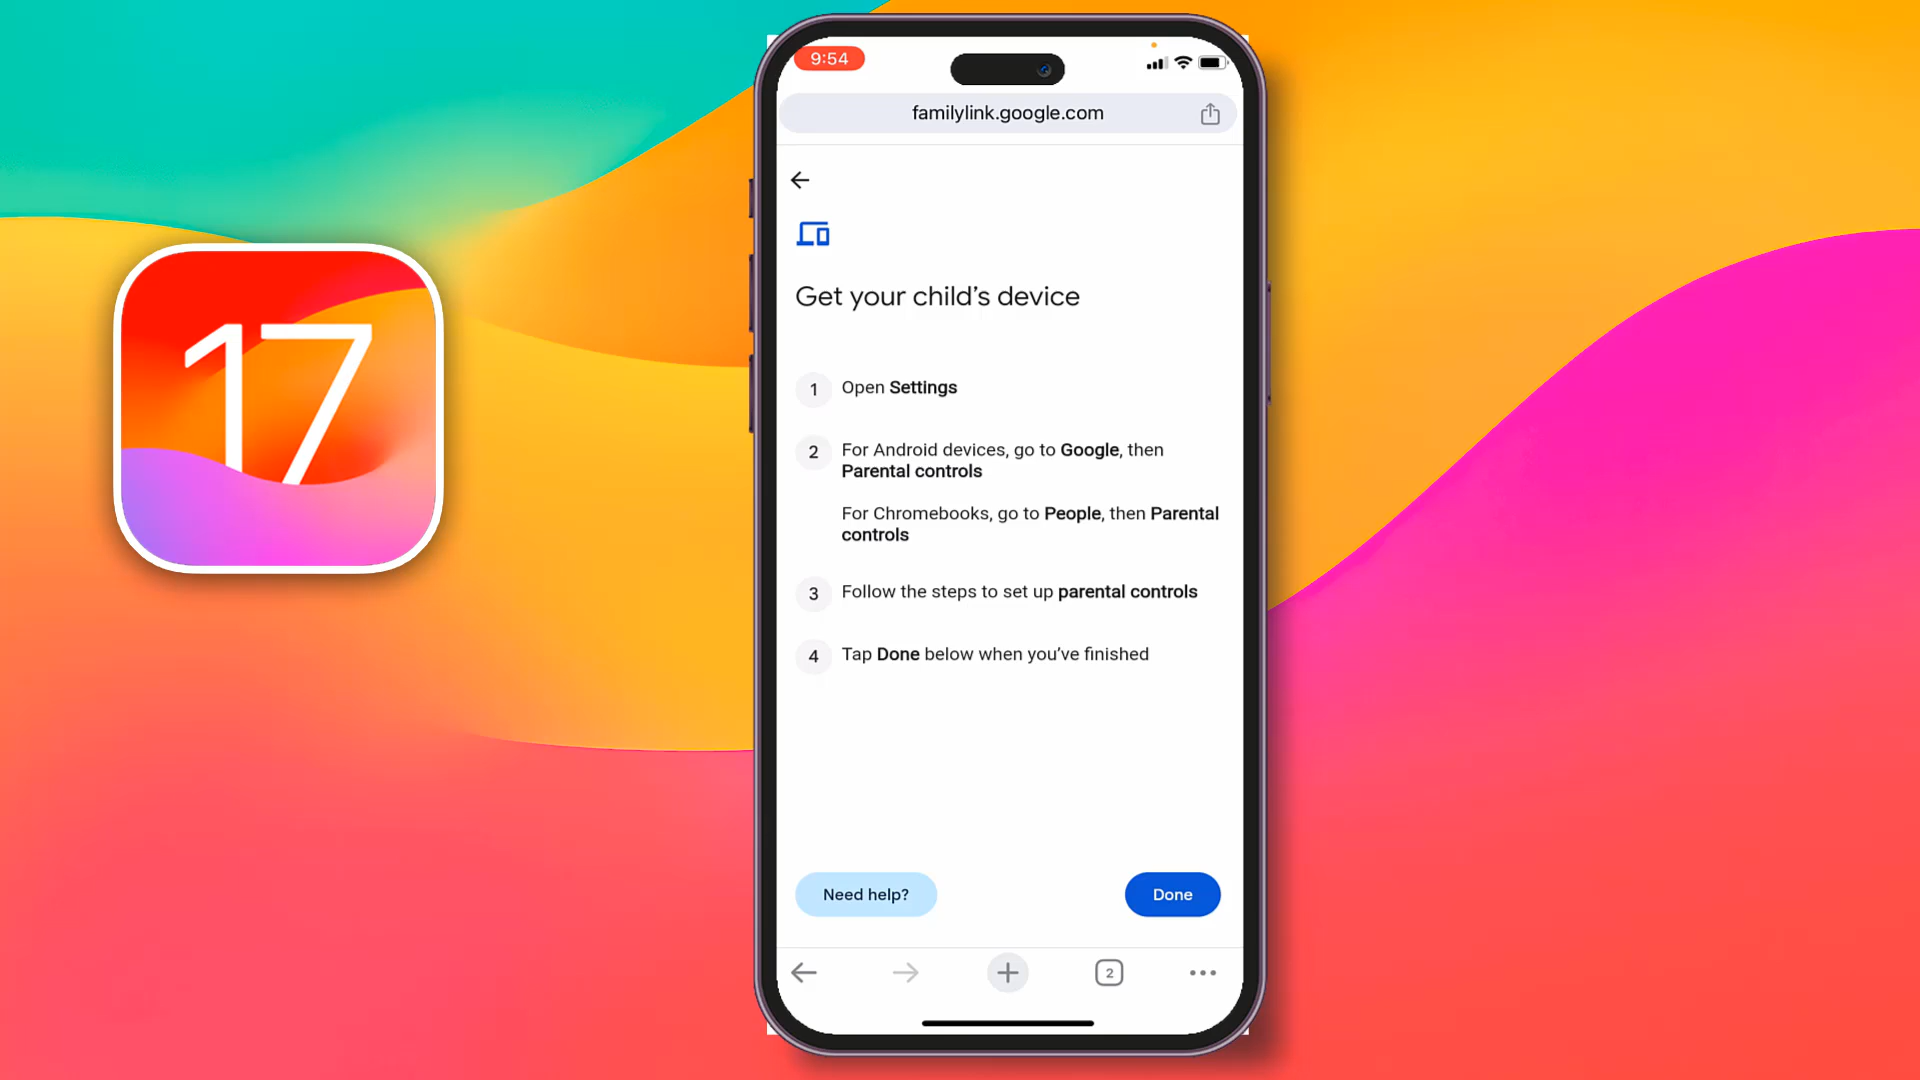 17
9:54
familylink.google.com
Get your child's device
1 Open Settings
2 For Android devices, go to Google, then
Parental controls
For Chromebooks, go to People, then Parental
controls
3 Follow the steps to set up parental controls
4 Tap Done below when you've finished
Need help?
Done
2